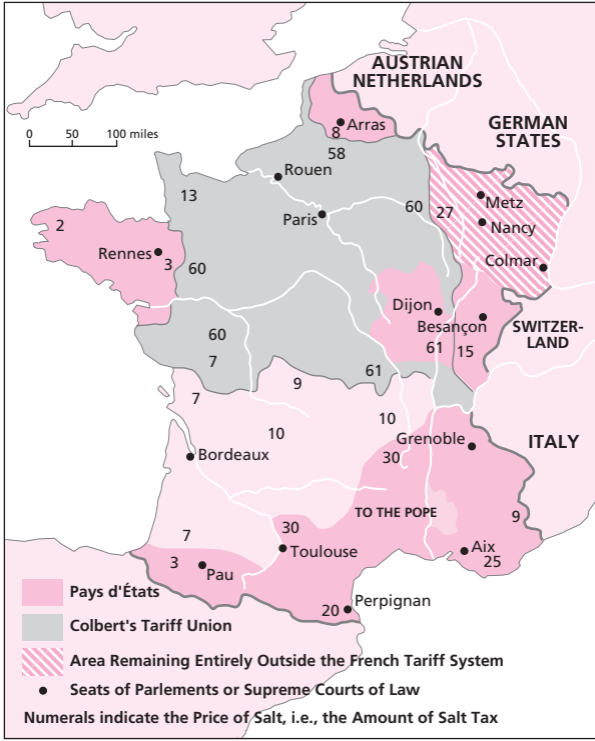 AUSTRIAN
NETHERLANDS
GERMAN
STATES
0 50 100 miles
Arras
8
58
Rouen
13
Metz
60
27
Paris
Nancy
2
Rennes
3
60
Colmar
Dijon
Besançon
SWITZER-
LAND
60
7
61
15
61
9
7
10
10
Grenoble
ITALY
Bordeaux
30
TO THE POPE
9
7
30
Toulouse
Aix
25
3
Pau
20
Perpignan
Pays d'États
Colbert's Tariff Union
Area Remaining Entirely Outside the French Tariff System
Seats of Parlements or Supreme Courts of Law
Numerals indicate the Price of Salt, i.e., the Amount of Salt Tax